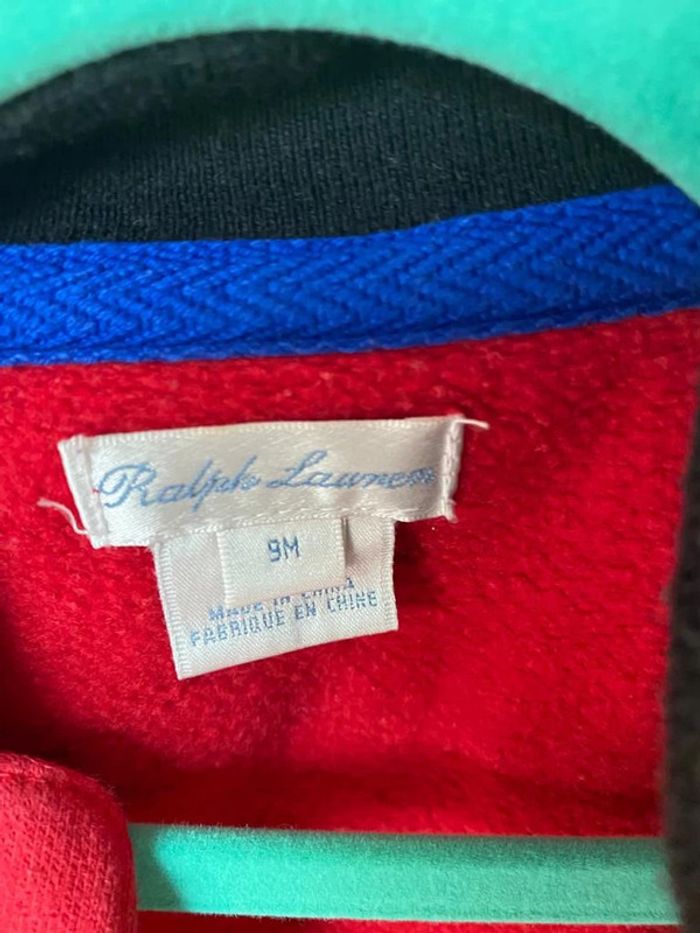 Ralph Lauren
9M
MADE IN CHINA
FABRIQUE EN CHINE